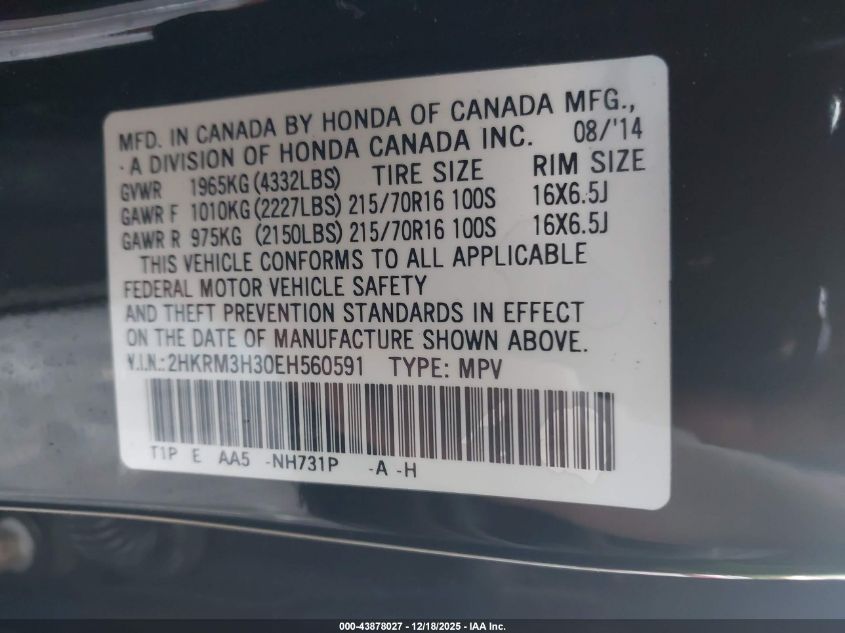 MFD. IN CANADA BY HONDA OF CANADA MFG.,
· A DIVISION OF HONDA CANADA INC. 08/'14
GVWR 1965KG (4332LBS) TIRE SIZE RIM SIZE
GAWR F 1010KG (2227LBS) 215/70R16 100S 16X6.5J
GAWR R 975KG (2150LBS) 215/70R16 100S 16X6.5J
THIS VEHICLE CONFORMS TO ALL APPLICABLE
FEDERAL MOTOR VEHICLE SAFETY
AND THEFT PREVENTION STANDARDS IN EFFECT
ON THE DATE OF MANUFACTURE SHOWN ABOVE.
V.I.N.: 2HKRM3H30EH560591 TYPE: MPV
T1P E AA5 -NH731P -A -H
000-43878027 - 12/18/2025 - IAA Inc.